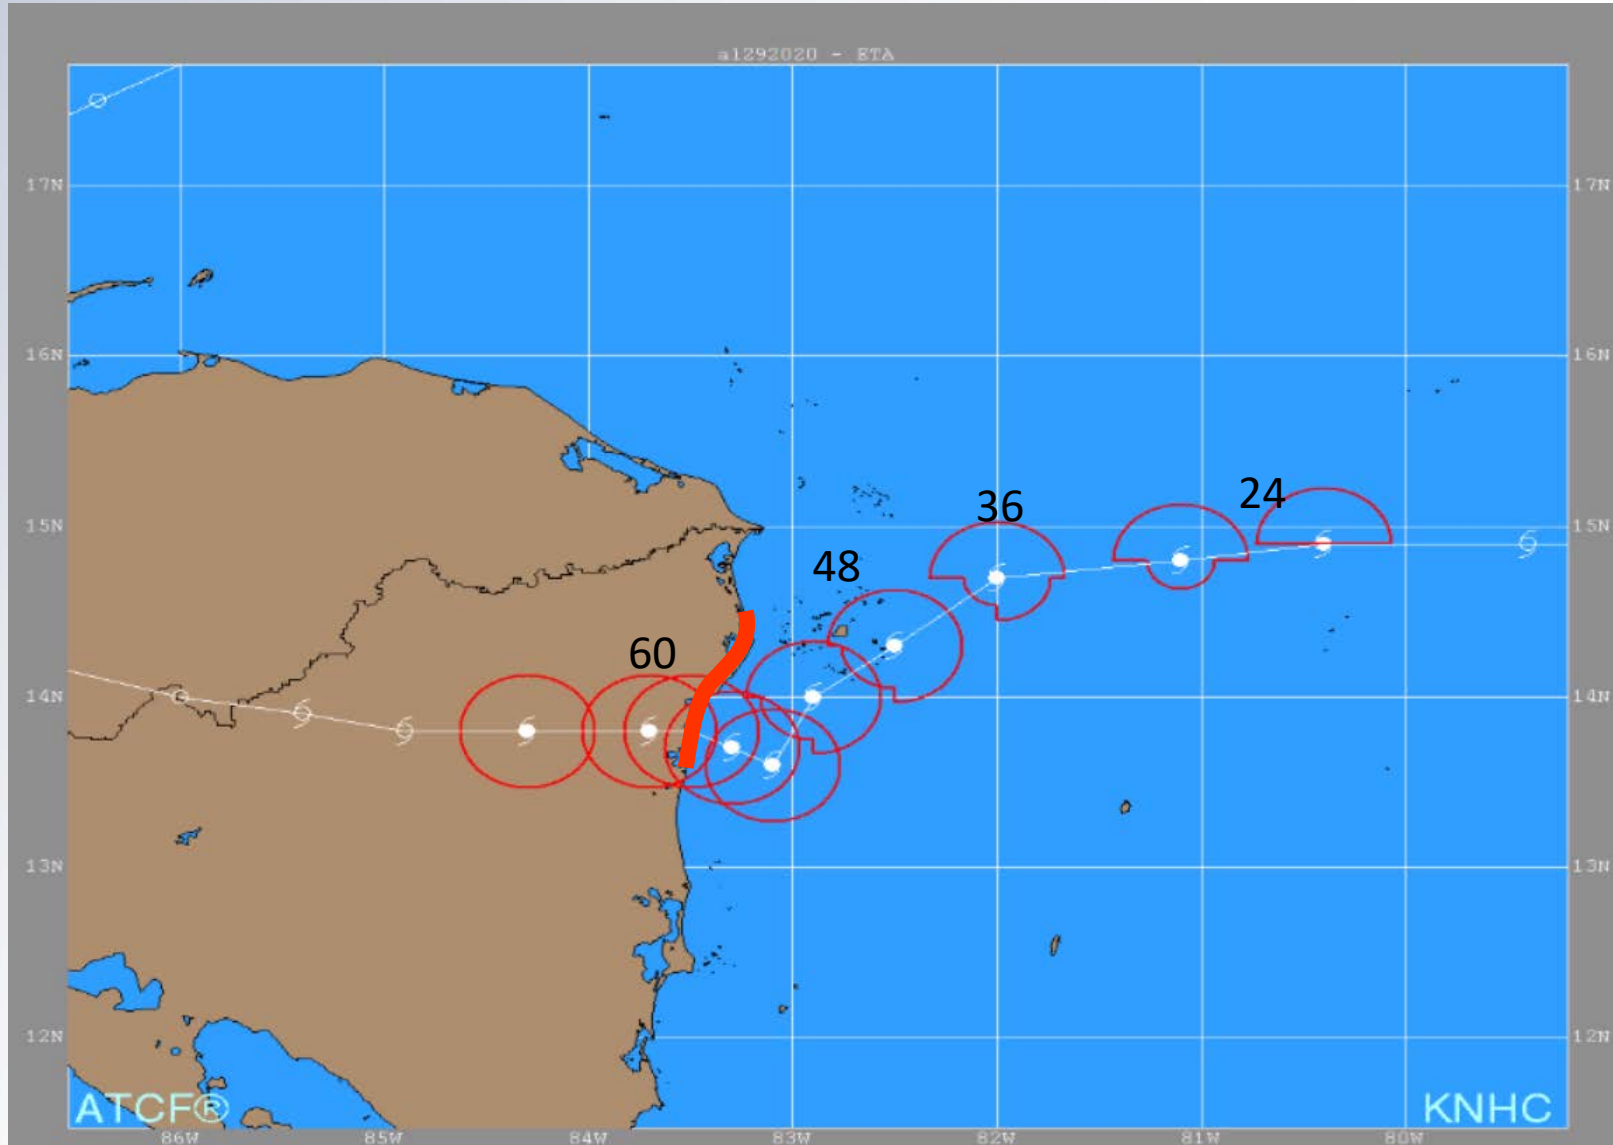 a1292020 - ETA
17N 17N
16N 16N
24
36
15N 15N
48
60
14N 14N
13N 13N
12N 12N
ATCF® KNHC
86W 85W 84W 83W 82W 81W 80W